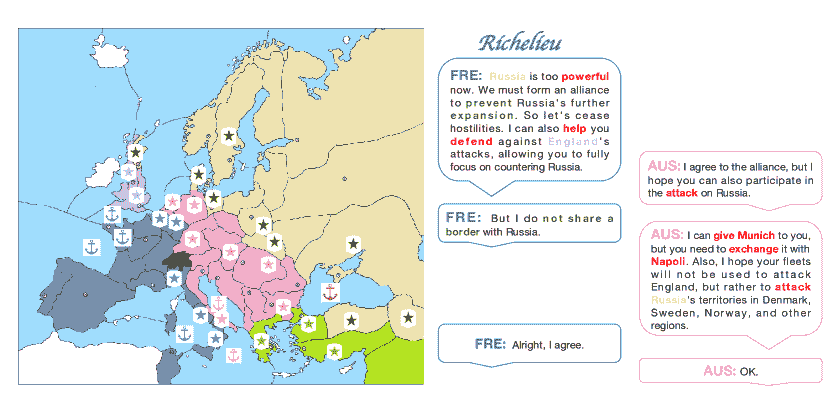 Richelieu
FRE: Russia is too powerful
now. We must form an alliance
to prevent Russia's further
expansion. So let's cease
hostilities. I can also help you
defend against England's
attacks, allowing you to fully
focus on countering Russia.
AUS: I agree to the alliance, but I
hope you can also participate in
the attack on Russia.
FRE: But I do not share a
border with Russia.
AUS: I can give Munich to you,
but you need to exchange it with
Napoli. Also, I hope your fleets
will not be used to attack
England, but rather to attack
Russia's territories in Denmark,
Sweden, Norway, and other
regions.
FRE: Alright, I agree.
AUS: OK.